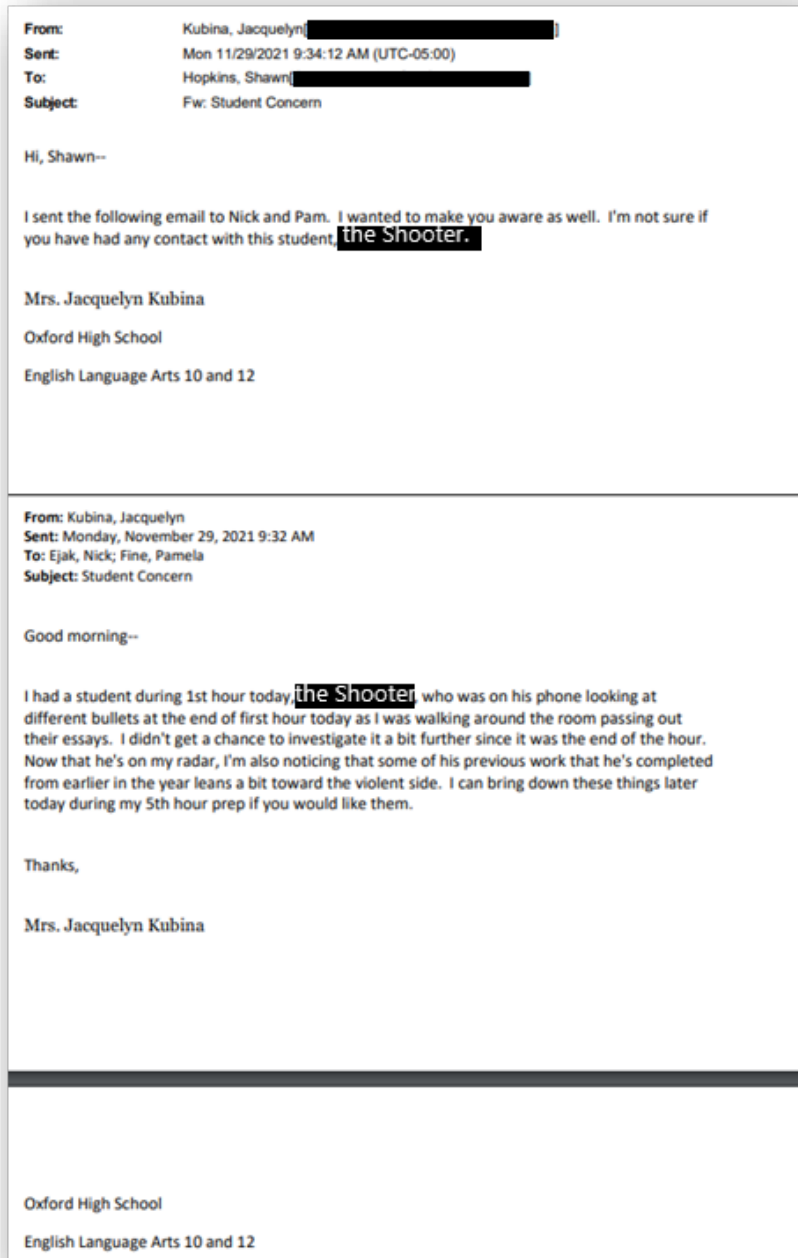 From: Kubina, Jacquelyn[ ]
Sent: Mon 11/29/2021 9:34:12 AM (UTC-05:00)
To: Hopkins, Shawn[ ]
Subject: Fw: Student Concern
Hi, Shawn--
I sent the following email to Nick and Pam.  I wanted to make you aware as well.  I'm not sure if
you have had any contact with this student, the Shooter.
Mrs. Jacquelyn Kubina
Oxford High School
English Language Arts 10 and 12
From: Kubina, Jacquelyn
Sent: Monday, November 29, 2021 9:32 AM
To: Ejak, Nick; Fine, Pamela
Subject: Student Concern
Good morning--
I had a student during 1st hour today, the Shooter, who was on his phone looking at
different bullets at the end of first hour today as I was walking around the room passing out
their essays.  I didn't get a chance to investigate it a bit further since it was the end of the hour.
Now that he's on my radar, I'm also noticing that some of his previous work that he's completed
from earlier in the year leans a bit toward the violent side.  I can bring down these things later
today during my 5th hour prep if you would like them.
Thanks,
Mrs. Jacquelyn Kubina
Oxford High School
English Language Arts 10 and 12